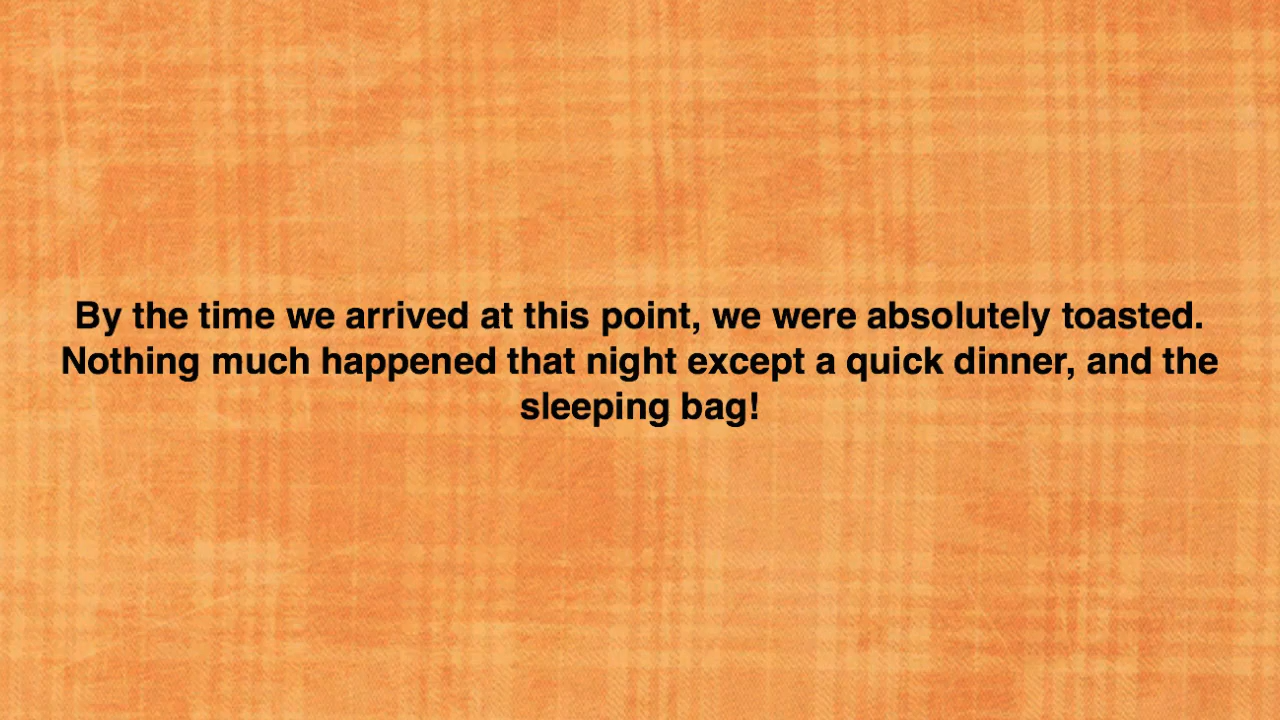 By the time we arrived at this point, we were absolutely toasted.
Nothing much happened that night except a quick dinner, and the
sleeping bag!